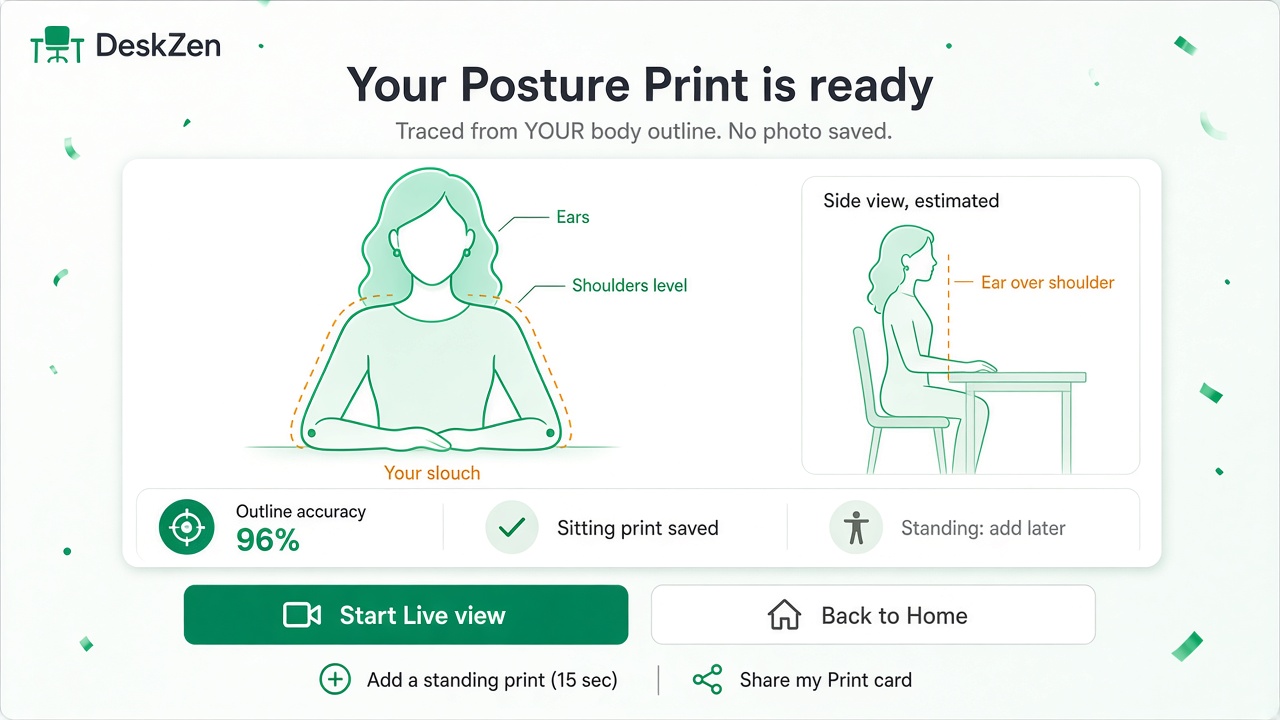 DeskZen
Your Posture Print is ready
Traced from YOUR body outline. No photo saved.
Ears
Shoulders level
Your slouch
Side view, estimated
Ear over shoulder
Outline accuracy
96%
Sitting print saved
Standing: add later
Start Live view
Back to Home
Add a standing print (15 sec)
Share my Print card